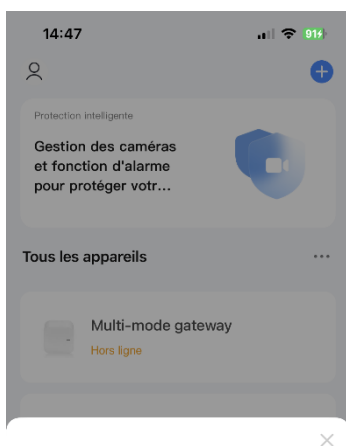 14:47
91
Protection intelligente
Gestion des caméras
et fonction d'alarme
pour protéger votr...
Tous les appareils
Multi-mode gateway
Hors ligne